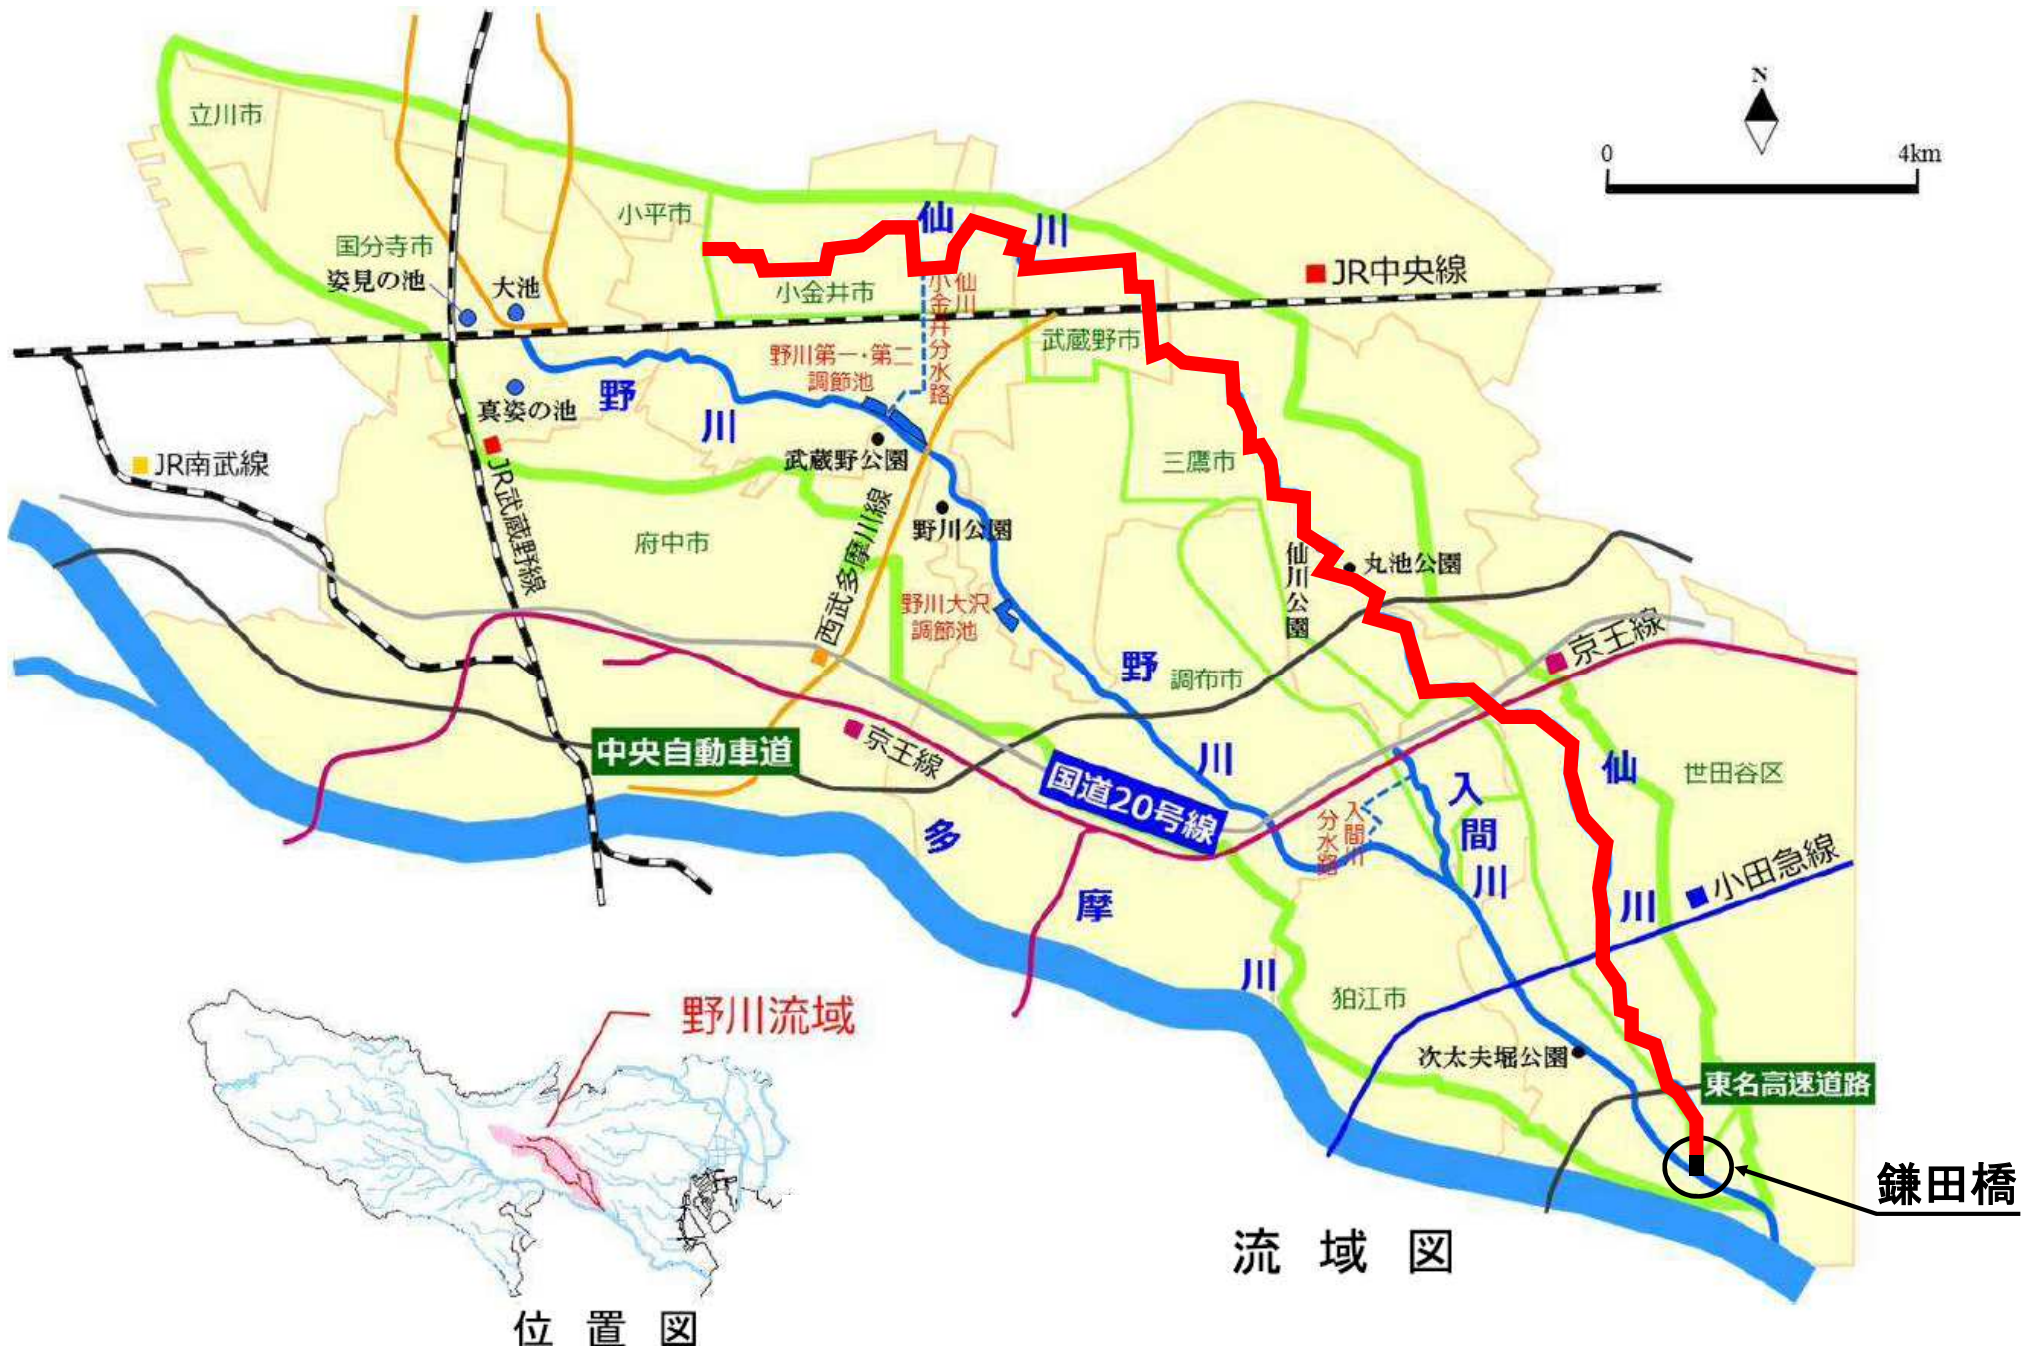 N
0
4km
立川市
小平市
仙
川
国分寺市
姿見の池
大池
小金井市
仙川
小金井分水路
JR中央線
武蔵野市
野川第一・第二
調節池
野
川
真姿の池
武蔵野公園
三鷹市
JR南武線
JR武蔵野線
西武多摩川線
野川公園
府中市
仙川公園
丸池公園
野川大沢
調節池
京王線
野
調布市
川
中央自動車道
京王線
国道20号線
入
間
川
入間川
分水路
仙
世田谷区
川
小田急線
多
摩
川
狛江市
次太夫堀公園
東名高速道路
鎌田橋
野川流域
流域図
位置図